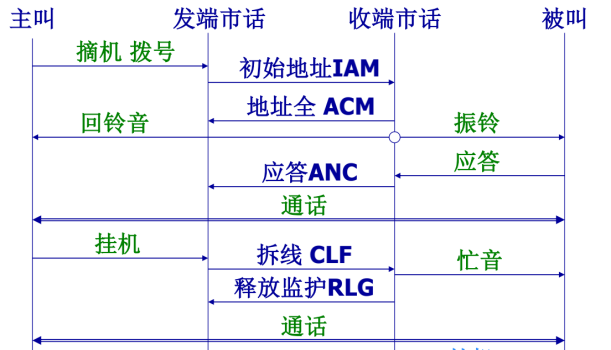 主叫 发端市话 收端市话 被叫
摘机 拨号
初始地址IAM
地址全 ACM
回铃音 振铃
应答
应答ANC
通话
挂机
拆线 CLF
忙音
释放监护RLG
通话